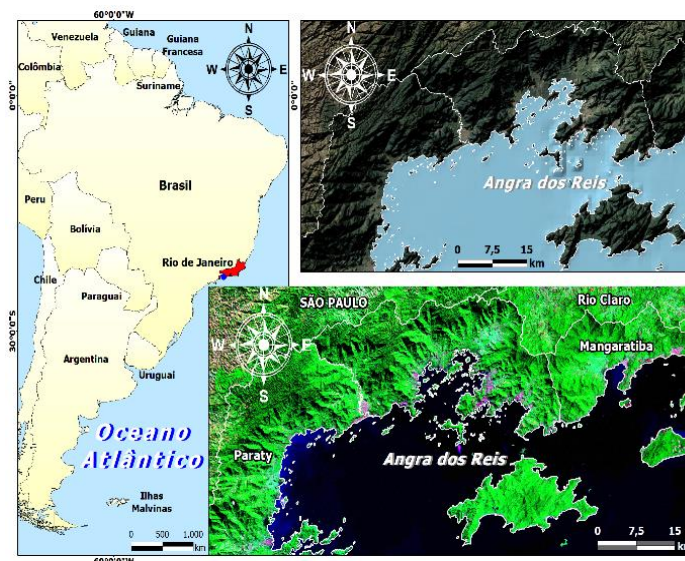 60°0'0"W
Venezuela
Guiana
Guiana
Francesa
Colômbia
Suriname
N
W
E
S
0°0'0"
0°0'0"
Peru
Brasil
Bolívia
Rio de Janeiro
Chile
Paraguai
Argentina
Uruguai
30°0'0"S
Oceano
Atlântico
Ilhas
Malvinas
0 500 1.000
km
60°0'0"W
N
W
E
S
Angra dos Reis
0 7,5 15
km
N
W
E
S
SÃO PAULO
Rio Claro
Mangaratiba
Paraty
Angra dos Reis
0 7,5 15
km